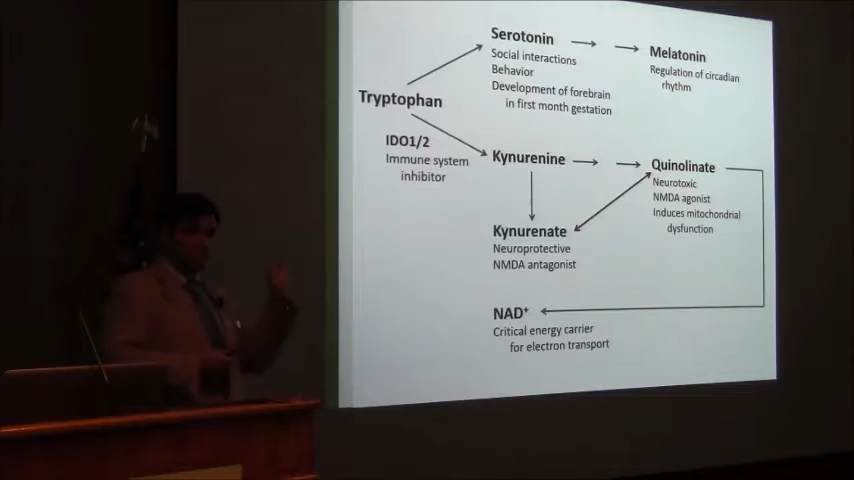 Serotonin
Social interactions
Behavior
Development of forebrain
in first month gestation
Melatonin
Regulation of circadian
rhythm
Tryptophan
IDO1/2
Immune system
inhibitor
Kynurenine
Quinolinate
Neurotoxic
NMDA agonist
Induces mitochondrial
dysfunction
Kynurenate
Neuroprotective
NMDA antagonist
NAD⁺
Critical energy carrier
for electron transport